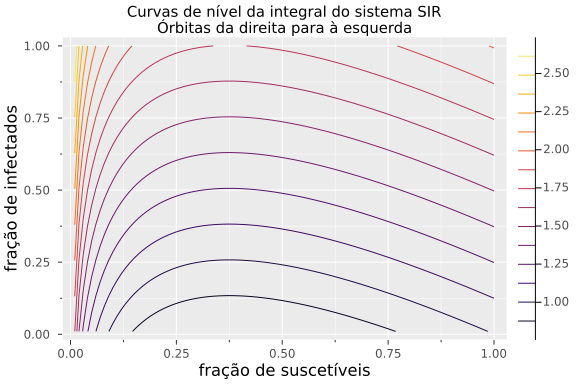 Curvas de nível da integral do sistema SIR
Órbitas da direita para à esquerda
fração de infectados
1.00
0.75
0.50
0.25
0.00
0.00 0.25 0.50 0.75 1.00
fração de suscetíveis
2.50
2.25
2.00
1.75
1.50
1.25
1.00